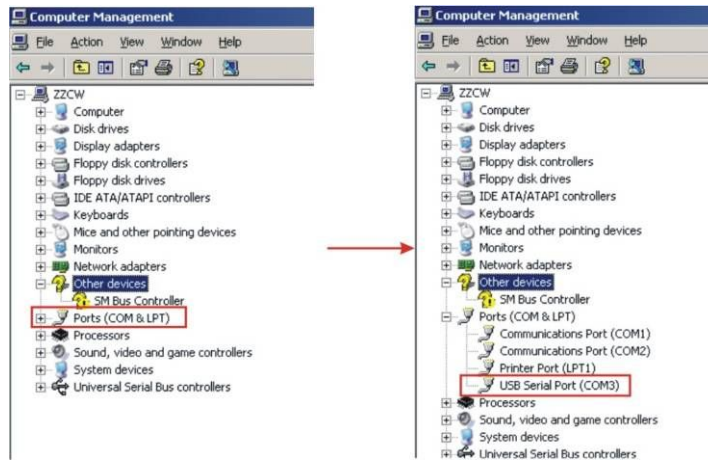 Computer Management
File Action View Window Help
ZZCW
Computer
Disk drives
Display adapters
Floppy disk controllers
Floppy disk drives
IDE ATA/ATAPI controllers
Keyboards
Mice and other pointing devices
Monitors
Network adapters
Other devices
SM Bus Controller
Ports (COM & LPT)
Processors
Sound, video and game controllers
System devices
Universal Serial Bus controllers
Computer Management
File Action View Window Help
ZZCW
Computer
Disk drives
Display adapters
Floppy disk controllers
Floppy disk drives
IDE ATA/ATAPI controllers
Keyboards
Mice and other pointing devices
Monitors
Network adapters
Other devices
SM Bus Controller
Ports (COM & LPT)
Communications Port (COM1)
Communications Port (COM2)
Printer Port (LPT1)
USB Serial Port (COM3)
Processors
Sound, video and game controllers
System devices
Universal Serial Bus controllers